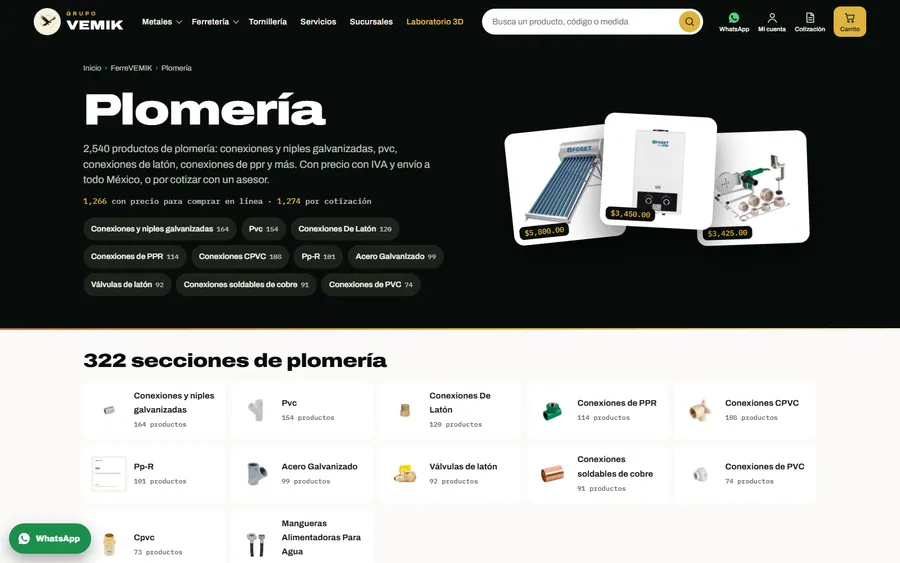 GRUPO
VEMIK
Metales
Ferretería
Tornillería
Servicios
Sucursales
Laboratorio 3D
Busca un producto, código o medida
WhatsApp
Mi cuenta
Cotización
Carrito
Inicio › FerreVEMIK › Plomería
Plomería
2,540 productos de plomería: conexiones y niples galvanizadas, pvc,
conexiones de latón, conexiones de ppr y más. Con precio con IVA y envío a
todo México, o por cotizar con un asesor.
1,266 con precio para comprar en línea · 1,274 por cotización
Conexiones y niples galvanizadas 164
Pvc 154
Conexiones De Latón 120
Conexiones de PPR 114
Conexiones CPVC 108
Pp-R 101
Acero Galvanizado 99
Válvulas de latón 92
Conexiones soldables de cobre 91
Conexiones de PVC 74
FOSET
$5,800.00
FOSET
$3,450.00
$3,425.00
322 secciones de plomería
Conexiones y niples
galvanizadas
164 productos
Pvc
154 productos
Conexiones De
Latón
120 productos
Conexiones de PPR
114 productos
Conexiones CPVC
108 productos
Pp-R
101 productos
Acero Galvanizado
99 productos
Válvulas de latón
92 productos
Conexiones
soldables de cobre
91 productos
Conexiones de PVC
74 productos
Cpvc
73 productos
Mangueras
Alimentadoras Para
Agua
WhatsApp